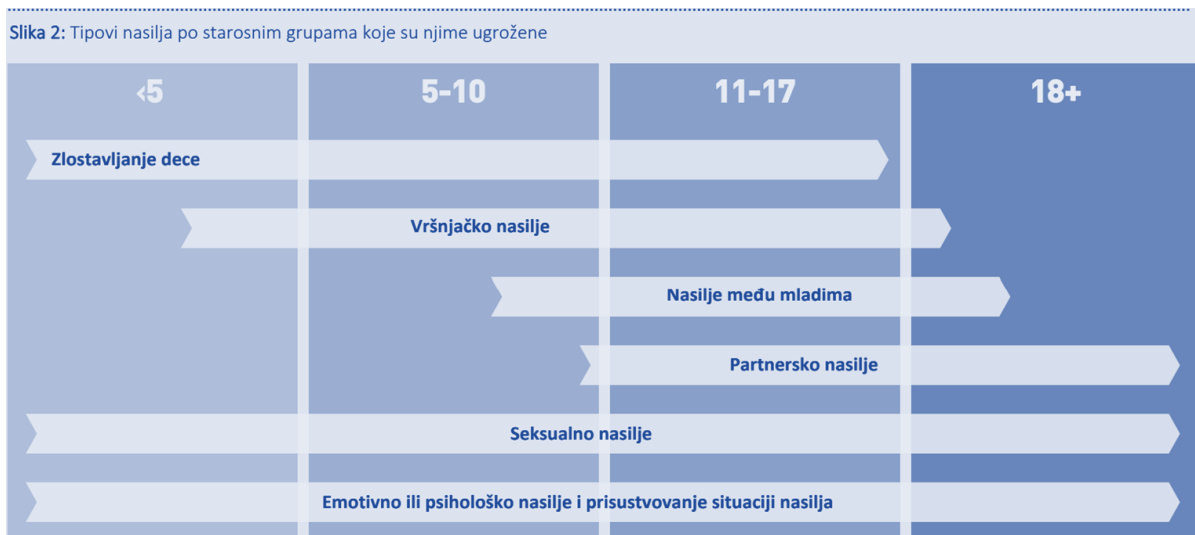 Slika 2: Tipovi nasilja po starosnim grupama koje su njime ugrožene
<5 5-10 11-17 18+
Zlostavljanje dece
Vršnjačko nasilje
Nasilje među mladima
Partnersko nasilje
Seksualno nasilje
Emotivno ili psihološko nasilje i prisustvovanje situaciji nasilja